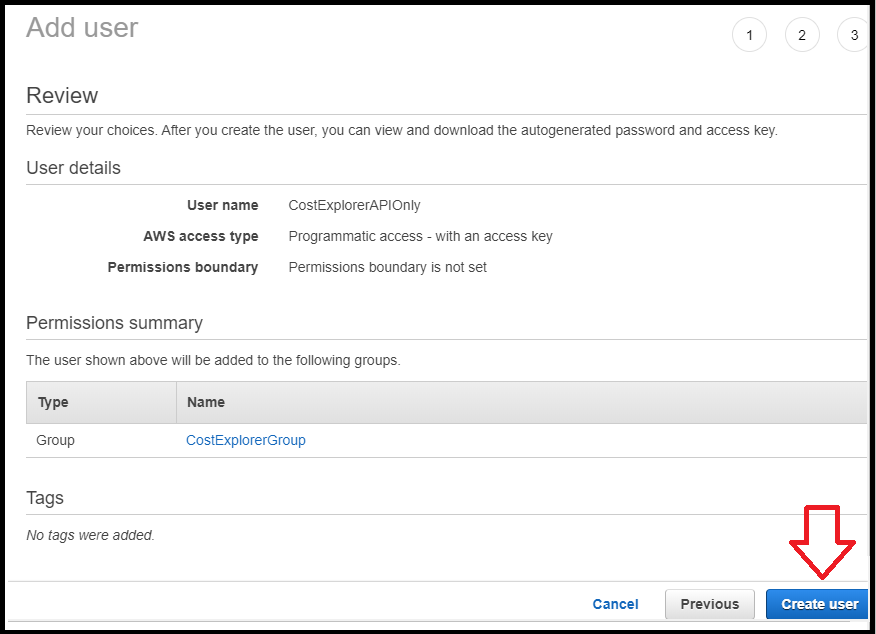 Add user
1 2 3
Review
Review your choices. After you create the user, you can view and download the autogenerated password and access key.
User details
User name CostExplorerAPIOnly
AWS access type Programmatic access - with an access key
Permissions boundary Permissions boundary is not set
Permissions summary
The user shown above will be added to the following groups.
Type Name
Group CostExplorerGroup
Tags
No tags were added.
Cancel Previous Create user